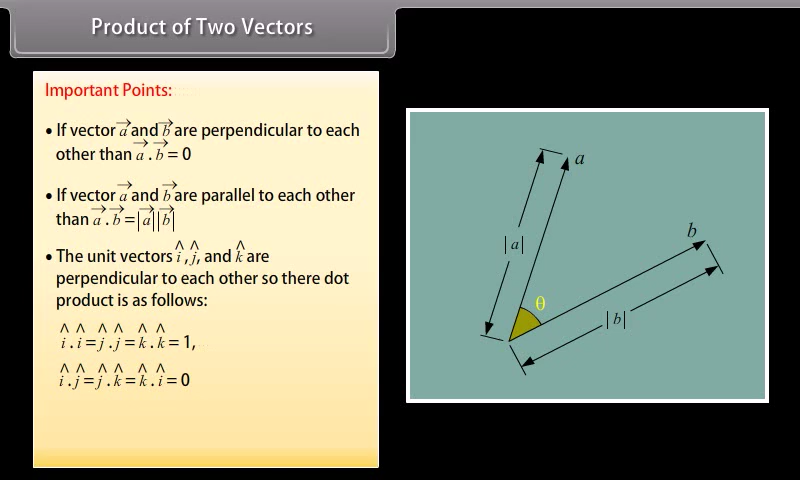 Product of Two Vectors
Important Points:
• If vector a⃗ and b⃗ are perpendicular to each
other than a⃗ . b⃗ = 0
• If vector a⃗ and b⃗ are parallel to each other
than a⃗ . b⃗ = |a⃗||b⃗|
• The unit vectors î, ĵ, and k̂ are
perpendicular to each other so there dot
product is as follows:
î . î = ĵ . ĵ = k̂ . k̂ = 1,
î . ĵ = ĵ . k̂ = k̂ . î = 0
a
b
|a|
θ
|b|